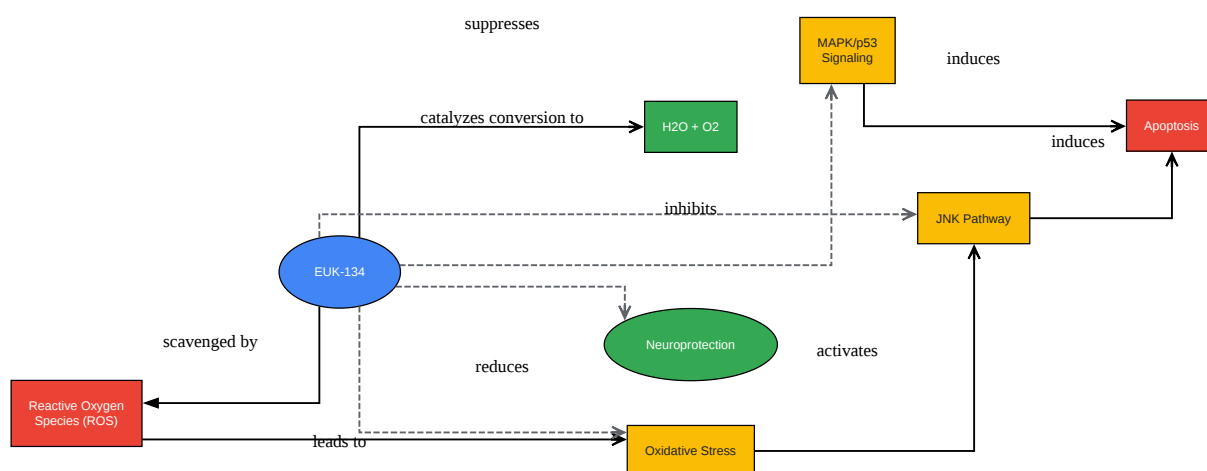 suppresses
MAPK/p53
Signaling
induces
catalyzes conversion to
H2O + O2
Apoptosis
induces
inhibits
JNK Pathway
EUK-134
scavenged by
Neuroprotection
activates
reduces
Reactive Oxygen
Species (ROS)
leads to
Oxidative Stress